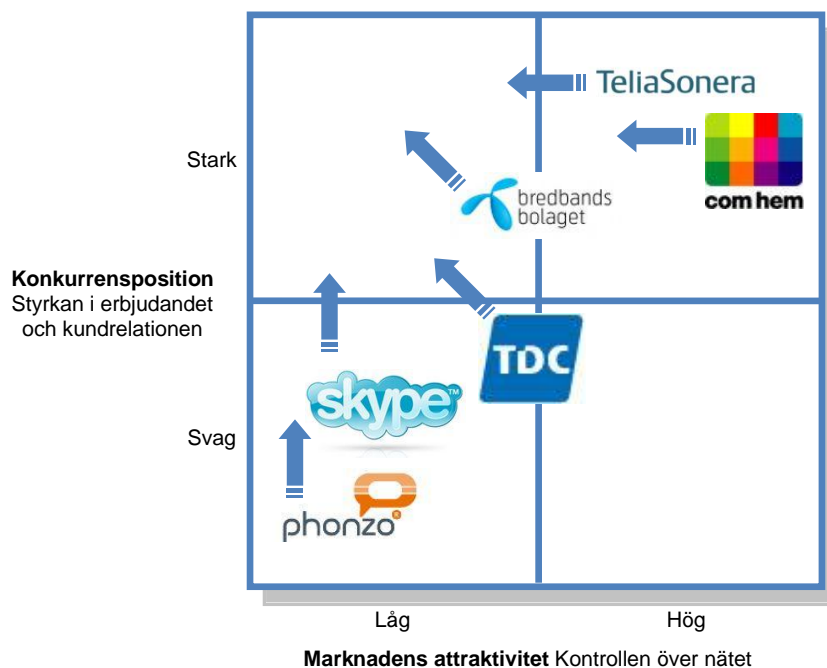 TeliaSonera
com hem
Stark
bredbands
bolaget
Konkurrensposition
Styrkan i erbjudandet
och kundrelationen
TDC
skype™
Svag
phonzo®
Låg
Hög
Marknadens attraktivitet Kontrollen över nätet